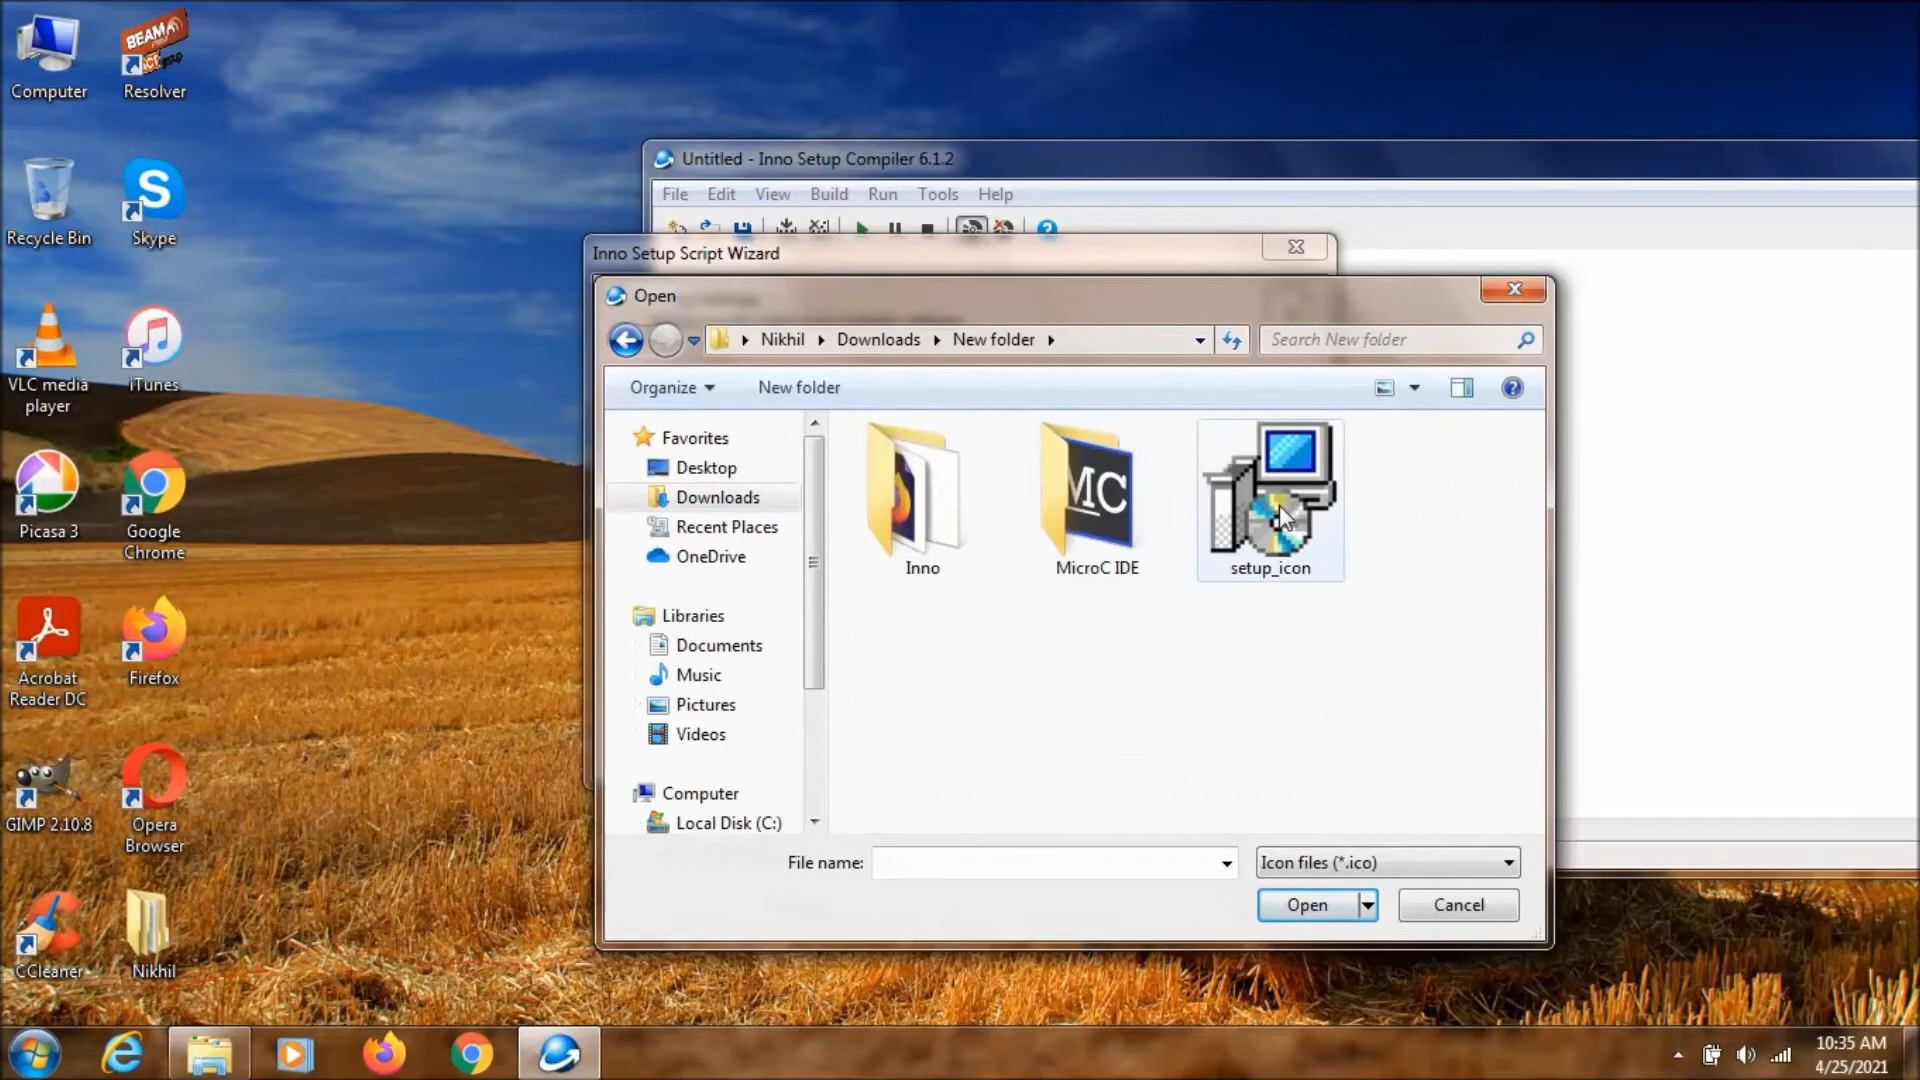 Computer
Resolver
Recycle Bin
Skype
VLC media
player
iTunes
Picasa 3
Google
Chrome
Acrobat
Reader DC
Firefox
GIMP 2.10.8
Opera
Browser
CCleaner
Nikhil
BEAMA
Untitled - Inno Setup Compiler 6.1.2
File Edit View Build Run Tools Help
Inno Setup Script Wizard
Open
Nikhil Downloads New folder
Search New folder
Organize New folder
Favorites
Desktop
Downloads
Recent Places
OneDrive
Libraries
Documents
Music
Pictures
Videos
Computer
Local Disk (C:)
Inno
MC
MicroC IDE
setup_icon
File name:
Icon files (*.ico)
Open
Cancel
10:35 AM
4/25/2021